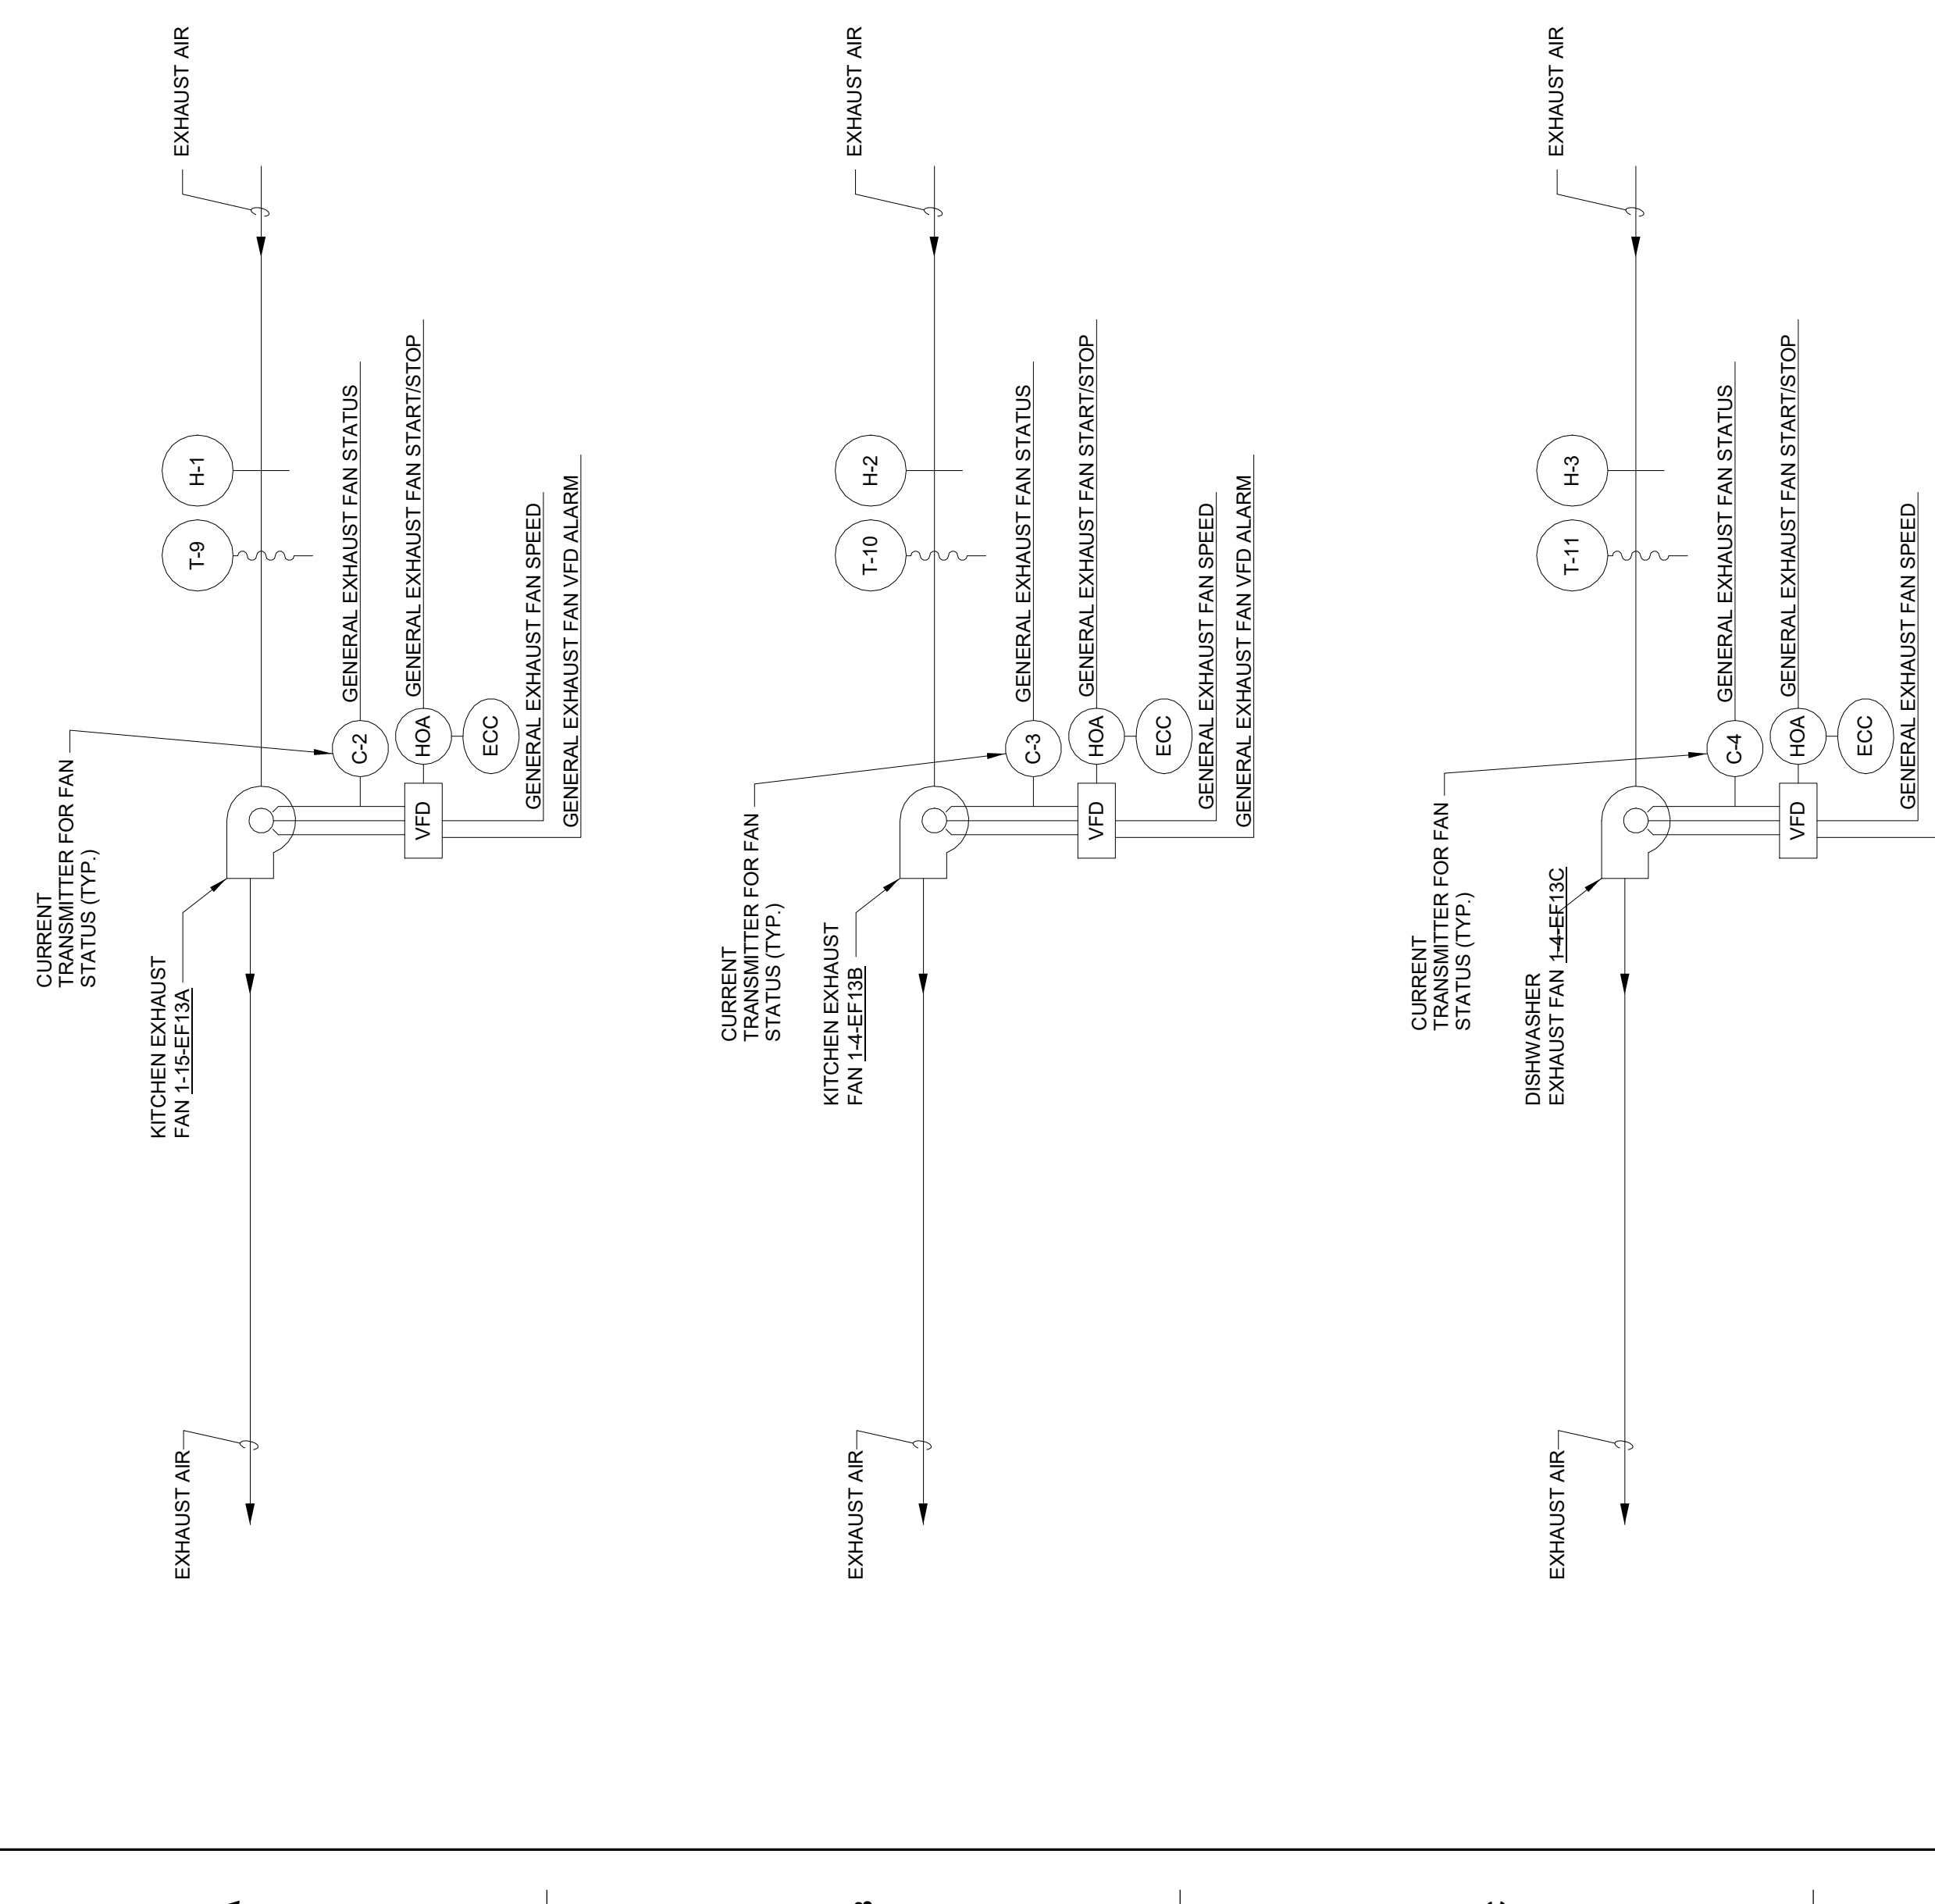 EXHAUST AIR
H-1
T-9
GENERAL EXHAUST FAN STATUS
GENERAL EXHAUST FAN START/STOP
C-2
HOA
ECC
VFD
GENERAL EXHAUST FAN SPEED
GENERAL EXHAUST FAN VFD ALARM
CURRENT
TRANSMITTER FOR FAN
STATUS (TYP.)
KITCHEN EXHAUST
FAN 1-15-EF13A
EXHAUST AIR
EXHAUST AIR
H-2
T-10
GENERAL EXHAUST FAN STATUS
GENERAL EXHAUST FAN START/STOP
C-3
HOA
ECC
VFD
GENERAL EXHAUST FAN SPEED
GENERAL EXHAUST FAN VFD ALARM
CURRENT
TRANSMITTER FOR FAN
STATUS (TYP.)
KITCHEN EXHAUST
FAN 1-4-EF13B
EXHAUST AIR
EXHAUST AIR
H-3
T-11
GENERAL EXHAUST FAN STATUS
GENERAL EXHAUST FAN START/STOP
C-4
HOA
ECC
VFD
GENERAL EXHAUST FAN SPEED
CURRENT
TRANSMITTER FOR FAN
STATUS (TYP.)
DISHWASHER
EXHAUST FAN 1-4-EF13C
EXHAUST AIR